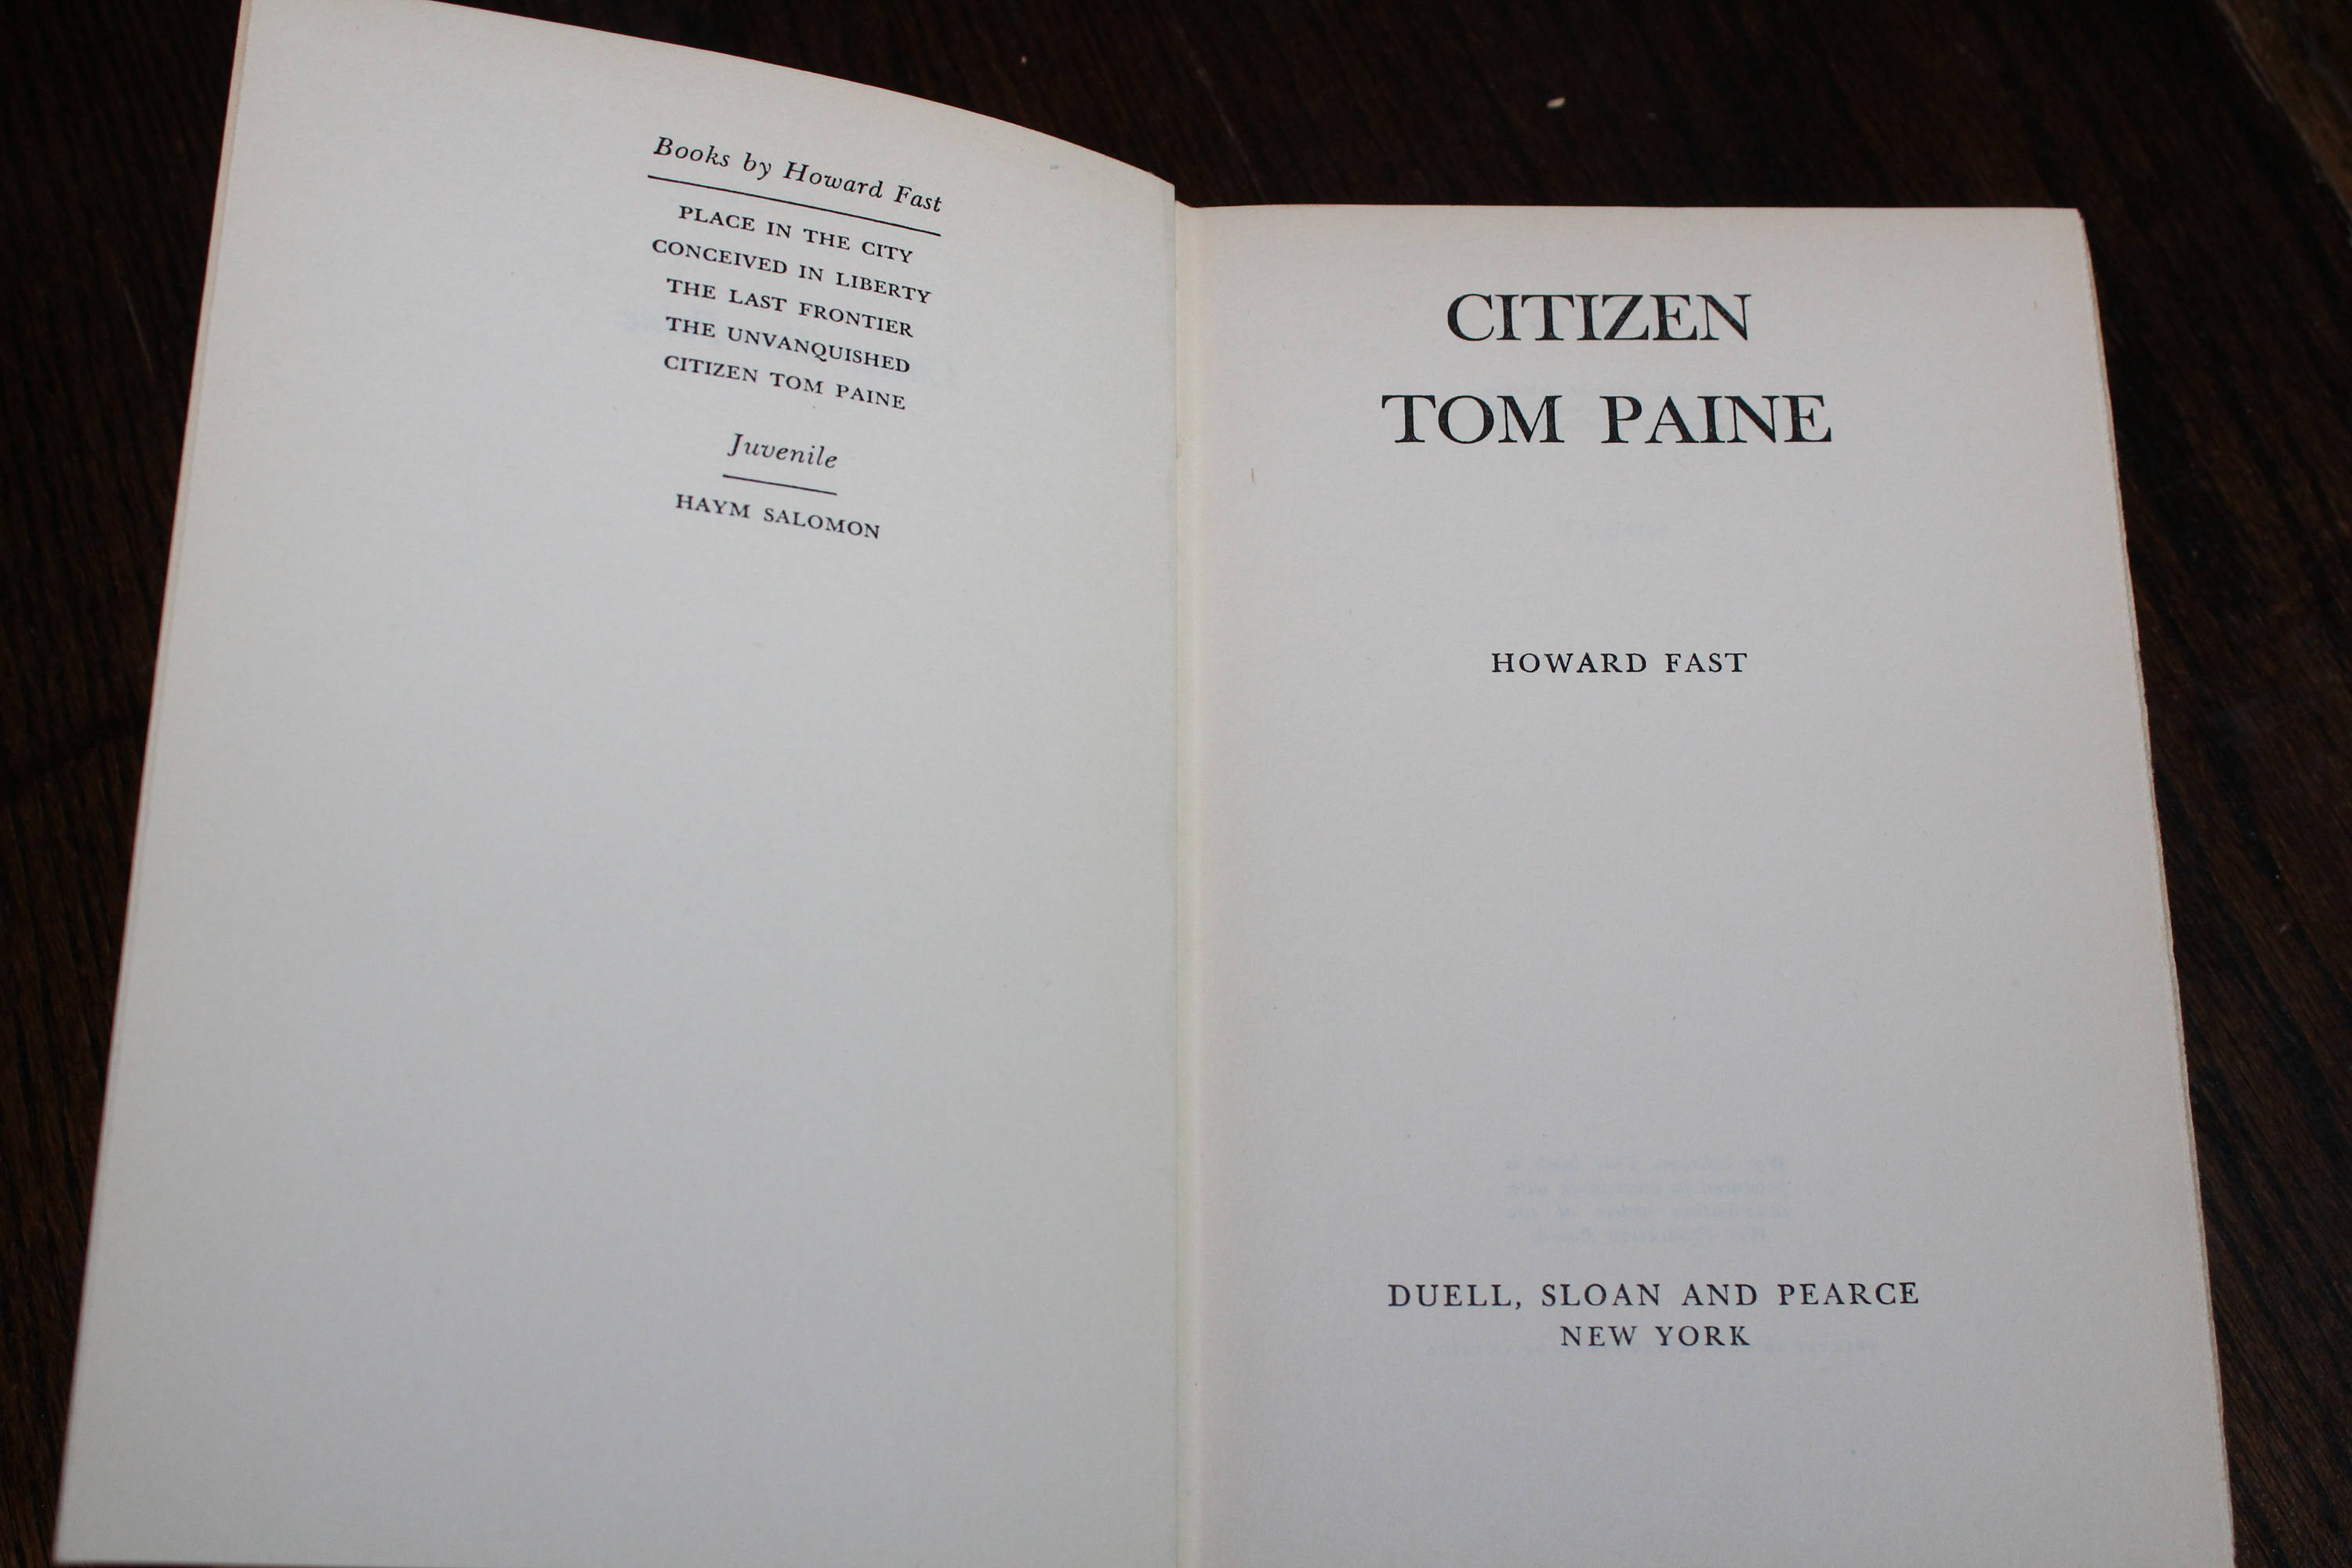 Books by Howard Fast
PLACE IN THE CITY
CONCEIVED IN LIBERTY
THE LAST FRONTIER
THE UNVANQUISHED
CITIZEN TOM PAINE
Juvenile
HAYM SALOMON
CITIZEN
TOM PAINE
HOWARD FAST
DUELL, SLOAN AND PEARCE
NEW YORK